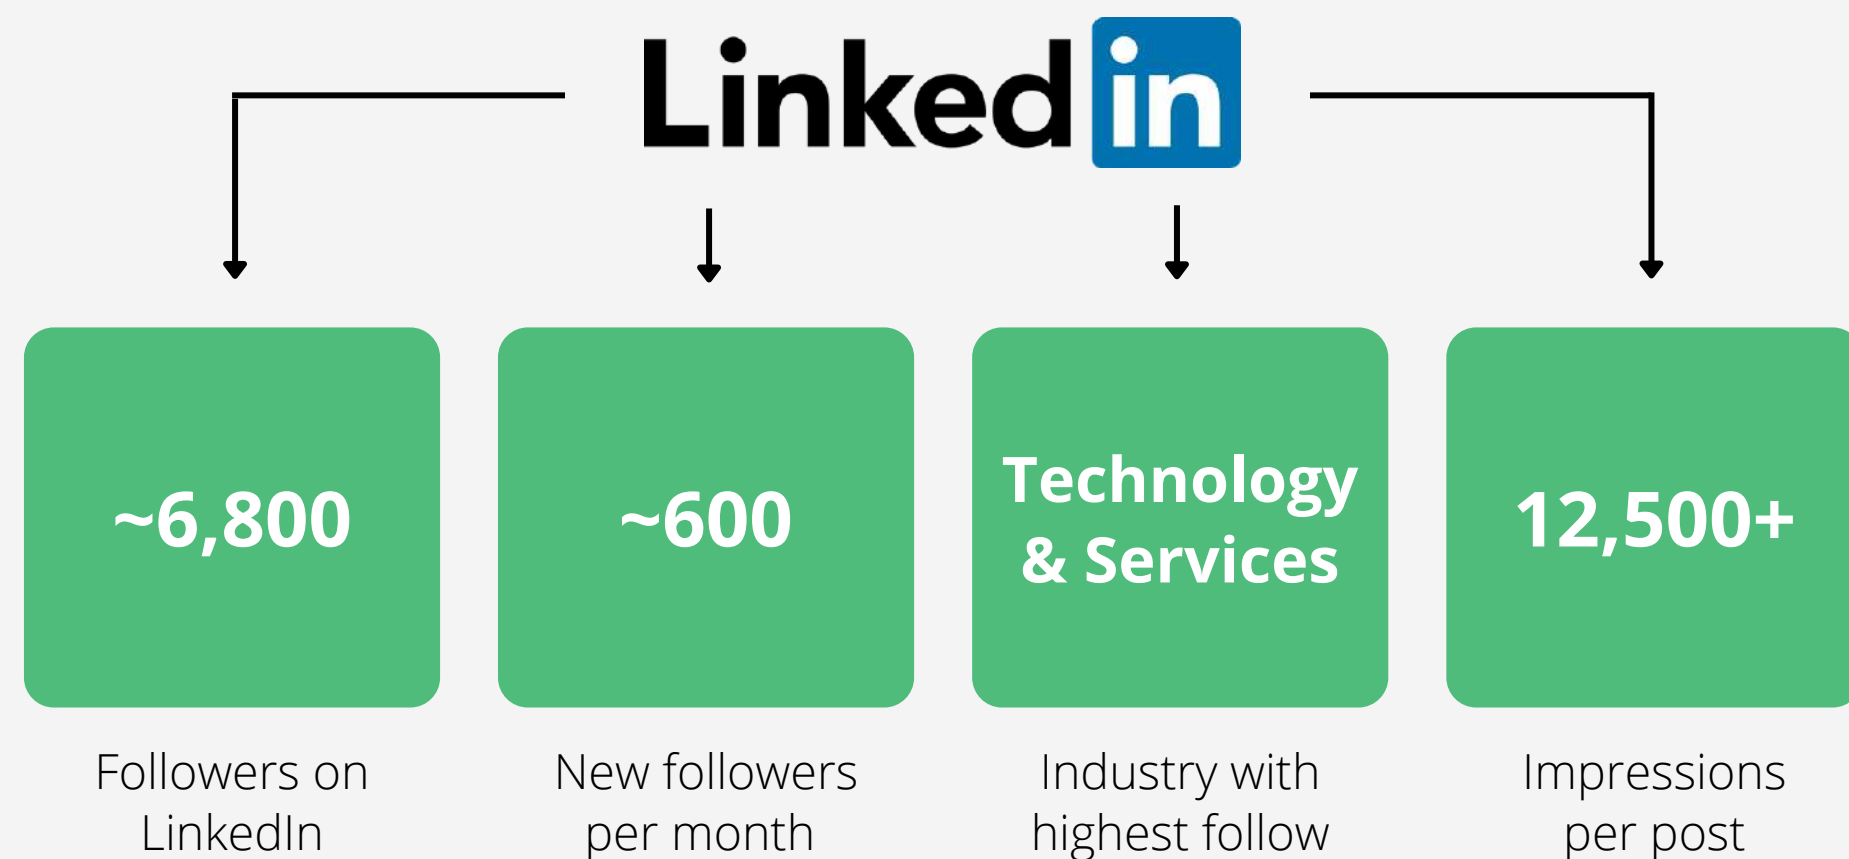 Linkedin
~6,800
~600
Technology
& Services
12,500+
Followers on
LinkedIn
New followers
per month
Industry with
highest follow
Impressions
per post